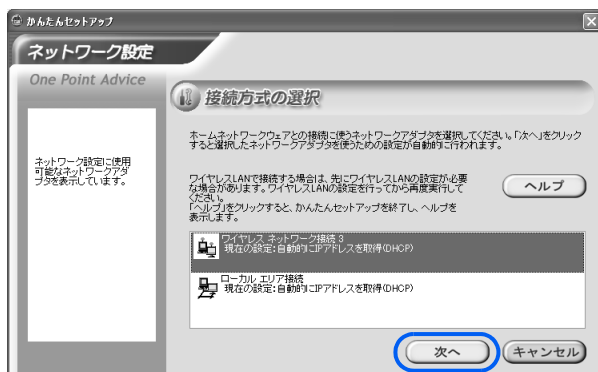 かんたんセットアップ
ネットワーク設定
One Point Advice
ネットワーク設定に使用
可能なネットワークアダ
プタを表示しています。
接続方式の選択
ホームネットワークウェアとの接続に使うネットワークアダプタを選択してください。「次へ」をクリック
すると選択したネットワークアダプタを使うための設定が自動的に行われます。
ワイヤレスLANで接続する場合は、先にワイヤレスLANの設定が必要
な場合があります。ワイヤレスLANの設定を行ってから再度実行して
ください。
「ヘルプ」をクリックすると、かんたんセットアップを終了し、ヘルプを
表示します。
ヘルプ
ワイヤレス ネットワーク接続 3
現在の設定:自動的にIPアドレスを取得(DHCP)
ローカル エリア接続
現在の設定:自動的にIPアドレスを取得(DHCP)
次へ
キャンセル